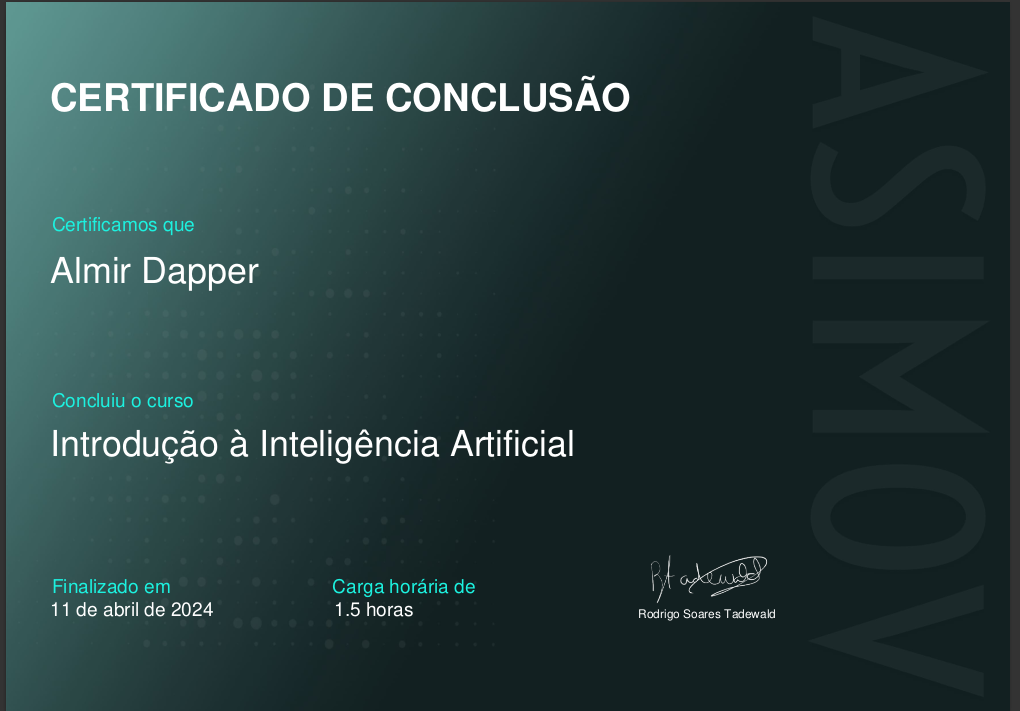 CERTIFICADO DE CONCLUSÃO
Certificamos que
Almir Dapper
Concluiu o curso
Introdução à Inteligência Artificial
Finalizado em
11 de abril de 2024
Carga horária de
1.5 horas
Rodrigo Soares Tadewald
ASIMOV